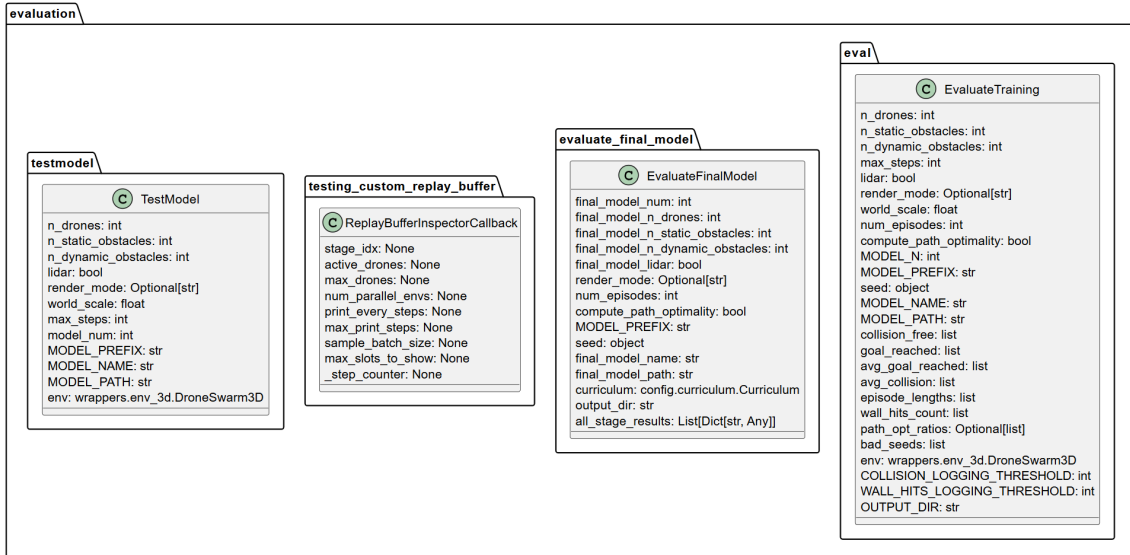 evaluation
testmodel
C TestModel
n_drones: int
n_static_obstacles: int
n_dynamic_obstacles: int
lidar: bool
render_mode: Optional[str]
world_scale: float
max_steps: int
model_num: int
MODEL_PREFIX: str
MODEL_NAME: str
MODEL_PATH: str
env: wrappers.env_3d.DroneSwarm3D
testing_custom_replay_buffer
C ReplayBufferInspectorCallback
stage_idx: None
active_drones: None
max_drones: None
num_parallel_envs: None
print_every_steps: None
max_print_steps: None
sample_batch_size: None
max_slots_to_show: None
_step_counter: None
evaluate_final_model
C EvaluateFinalModel
final_model_num: int
final_model_n_drones: int
final_model_n_static_obstacles: int
final_model_n_dynamic_obstacles: int
final_model_lidar: bool
render_mode: Optional[str]
num_episodes: int
compute_path_optimality: bool
MODEL_PREFIX: str
seed: object
final_model_name: str
final_model_path: str
curriculum: config.curriculum.Curriculum
output_dir: str
all_stage_results: List[Dict[str, Any]]
eval
C EvaluateTraining
n_drones: int
n_static_obstacles: int
n_dynamic_obstacles: int
max_steps: int
lidar: bool
render_mode: Optional[str]
world_scale: float
num_episodes: int
compute_path_optimality: bool
MODEL_N: int
MODEL_PREFIX: str
seed: object
MODEL_NAME: str
MODEL_PATH: str
collision_free: list
goal_reached: list
avg_goal_reached: list
avg_collision: list
episode_lengths: list
wall_hits_count: list
path_opt_ratios: Optional[list]
bad_seeds: list
env: wrappers.env_3d.DroneSwarm3D
COLLISION_LOGGING_THRESHOLD: int
WALL_HITS_LOGGING_THRESHOLD: int
OUTPUT_DIR: str